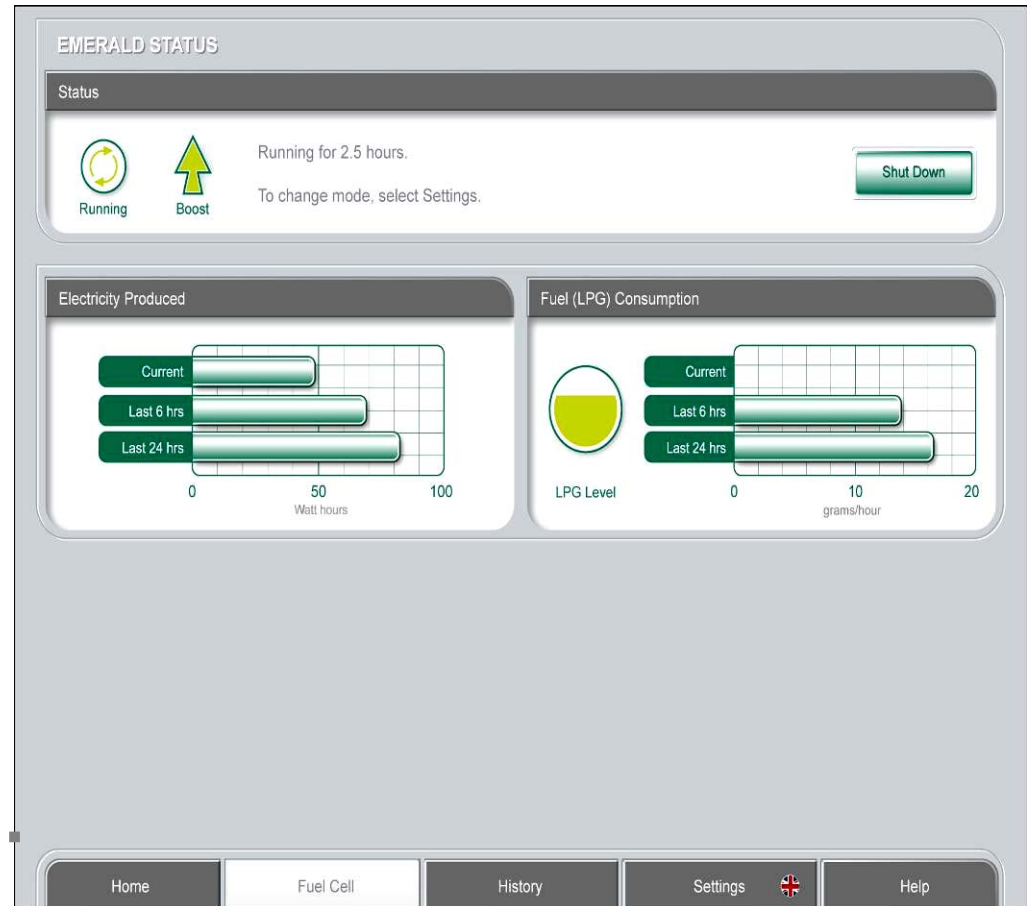 EMERALD STATUS
Status
Running for 2.5 hours.
To change mode, select Settings.
Running
Boost
Shut Down
Electricity Produced
Current
Last 6 hrs
Last 24 hrs
0 50 100
Watt hours
Fuel (LPG) Consumption
LPG Level
Current
Last 6 hrs
Last 24 hrs
0 10 20
grams/hour
Home Fuel Cell History Settings Help